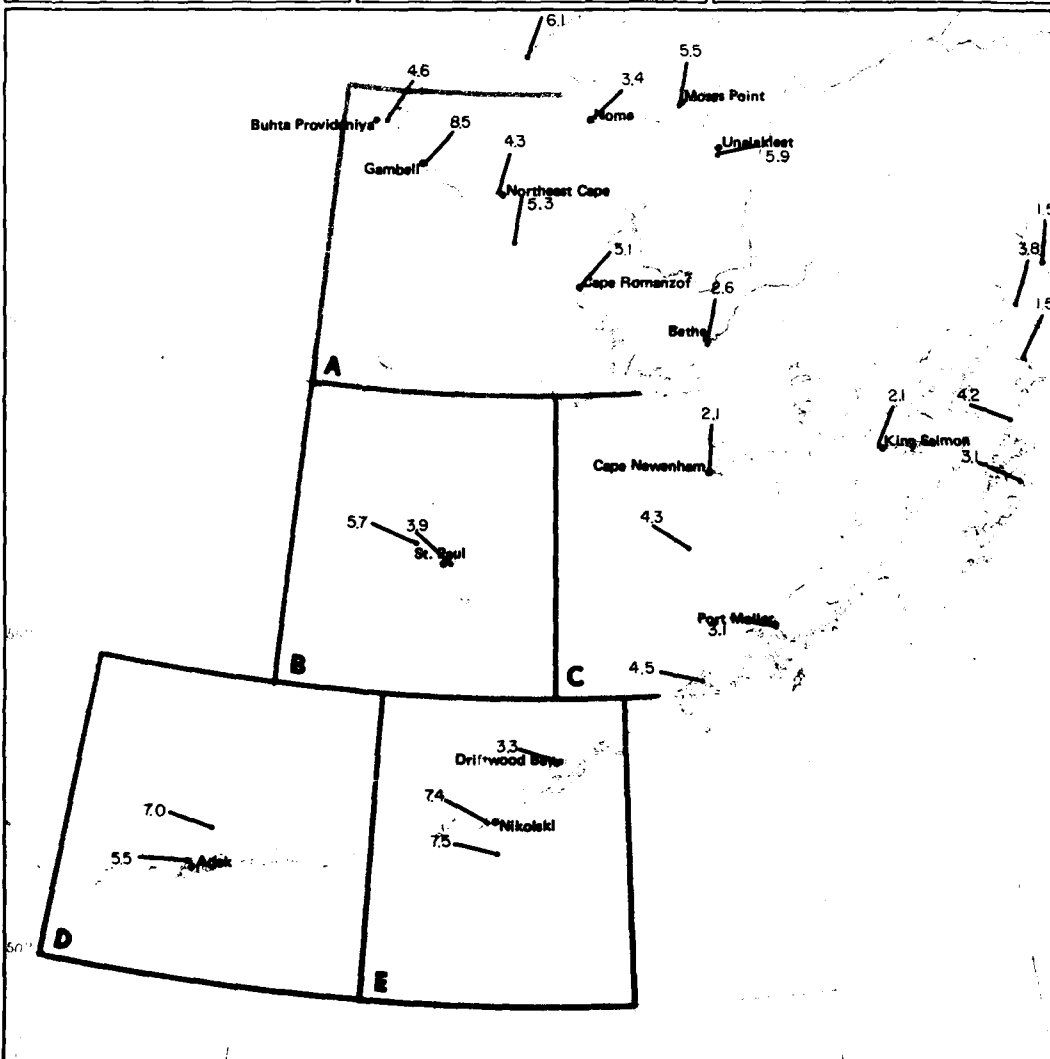 6.1
5.5
4.6
3.4
Moses Point
Nome
Buhta Provideniya
8.5
4.3
Unalakleet
5.9
Gambell
Northeast Cape
5.3
1.5
3.8
5.1
Cape Romanzof
2.6
1.5
Bethel
A
2.1
4.2
2.1
King Salmon
3.1
Cape Newenham
5.7
3.9
4.3
St. Paul
Port Moller
3.1
B
C
4.5
3.3
Driftwood Bay
7.4
7.0
Nikolski
7.5
5.5
Adak
50°
D
E